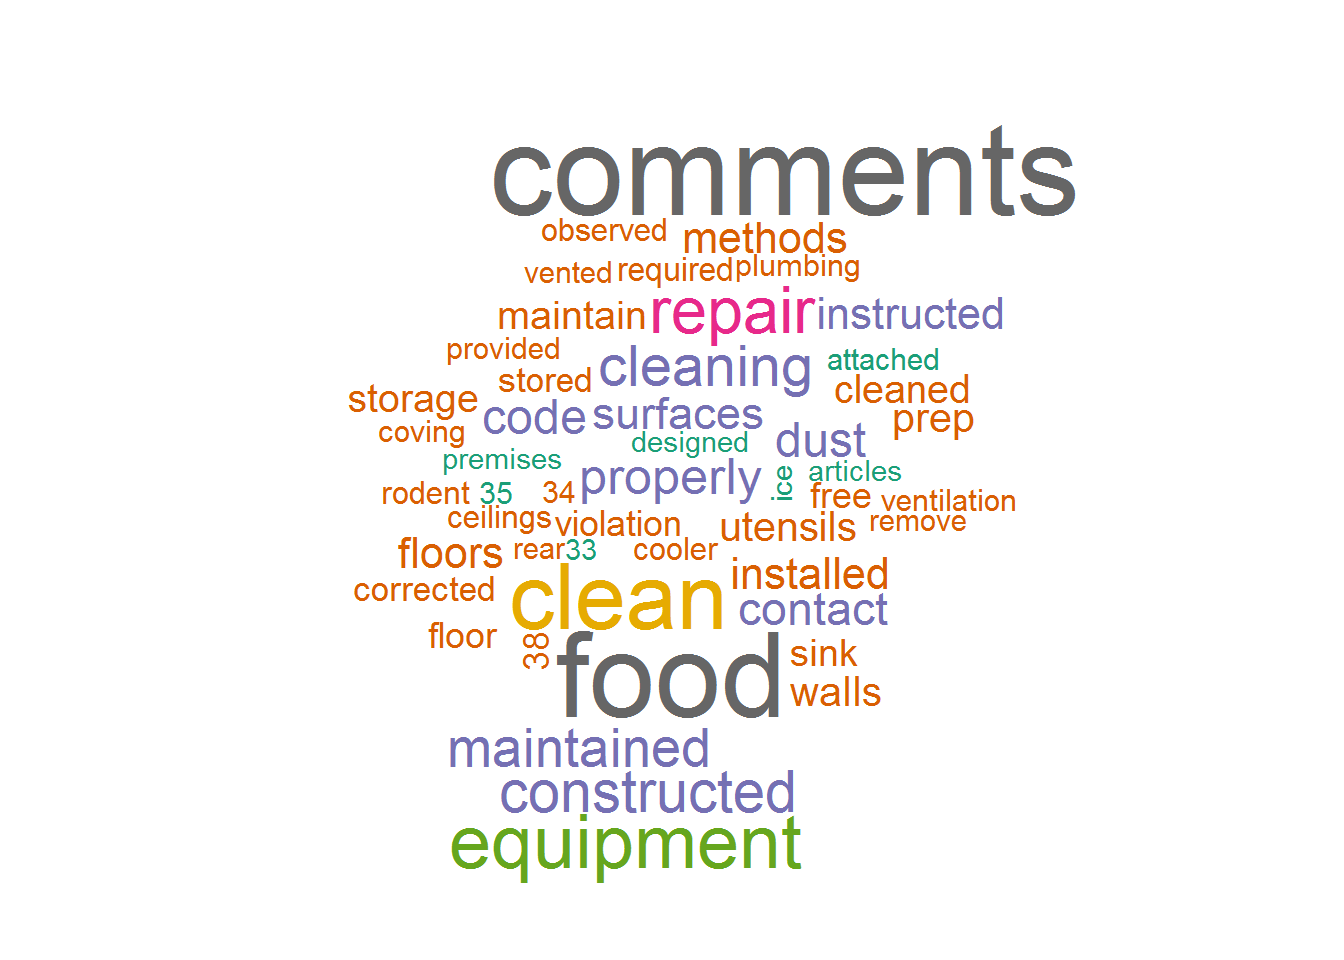 comments
observed methods
vented required plumbing
maintain repair instructed
provided cleaning attached
stored cleaned
storage code surfaces prep
coving designed dust
premises properly ice articles
rodent 35 34 free ventilation
ceilings violation utensils remove
floors rear 33 cooler
corrected clean installed
contact
floor 38 food sink
walls
maintained
constructed
equipment